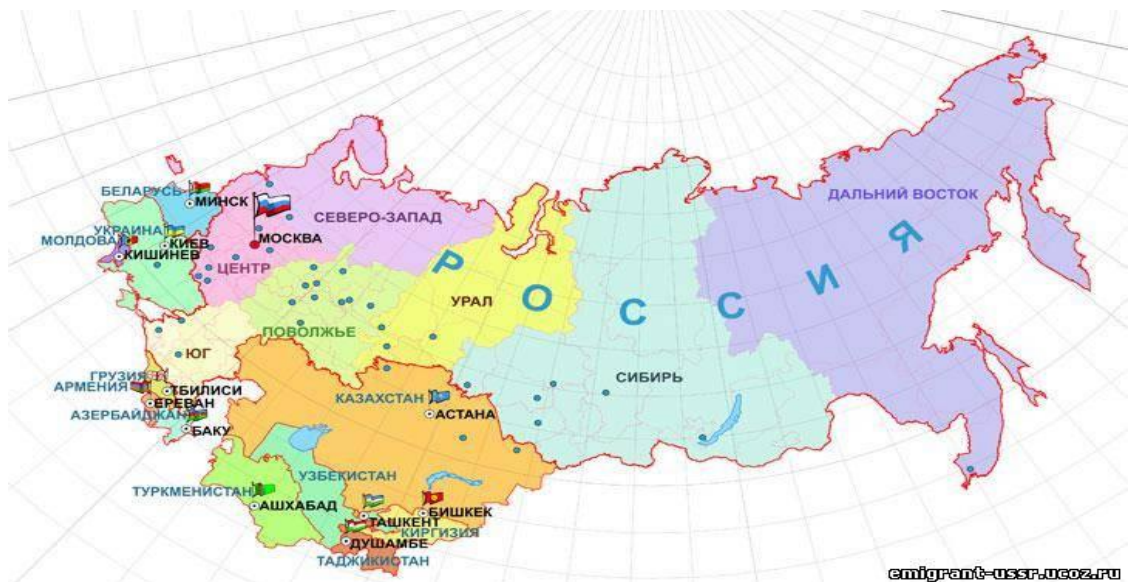 БЕЛАРУСЬ
МИНСК
УКРАИНА
МОЛДОВА
КИЕВ
КИШИНЕВ
МОСКВА
ЦЕНТР
СЕВЕРО-ЗАПАД
ДАЛЬНИЙ ВОСТОК
РОССИЯ
УРАЛ
ПОВОЛЖЬЕ
ЮГ
СИБИРЬ
ГРУЗИЯ
АРМЕНИЯ
ТБИЛИСИ
ЕРЕВАН
АЗЕРБАЙДЖАН
БАКУ
КАЗАХСТАН
АСТАНА
УЗБЕКИСТАН
ТУРКМЕНИСТАН
АШХАБАД
БИШКЕК
ТАШКЕНТ
КИРГИЗИЯ
ДУШАМБЕ
ТАДЖИКИСТАН
emigrant-ussr.ucoz.ru